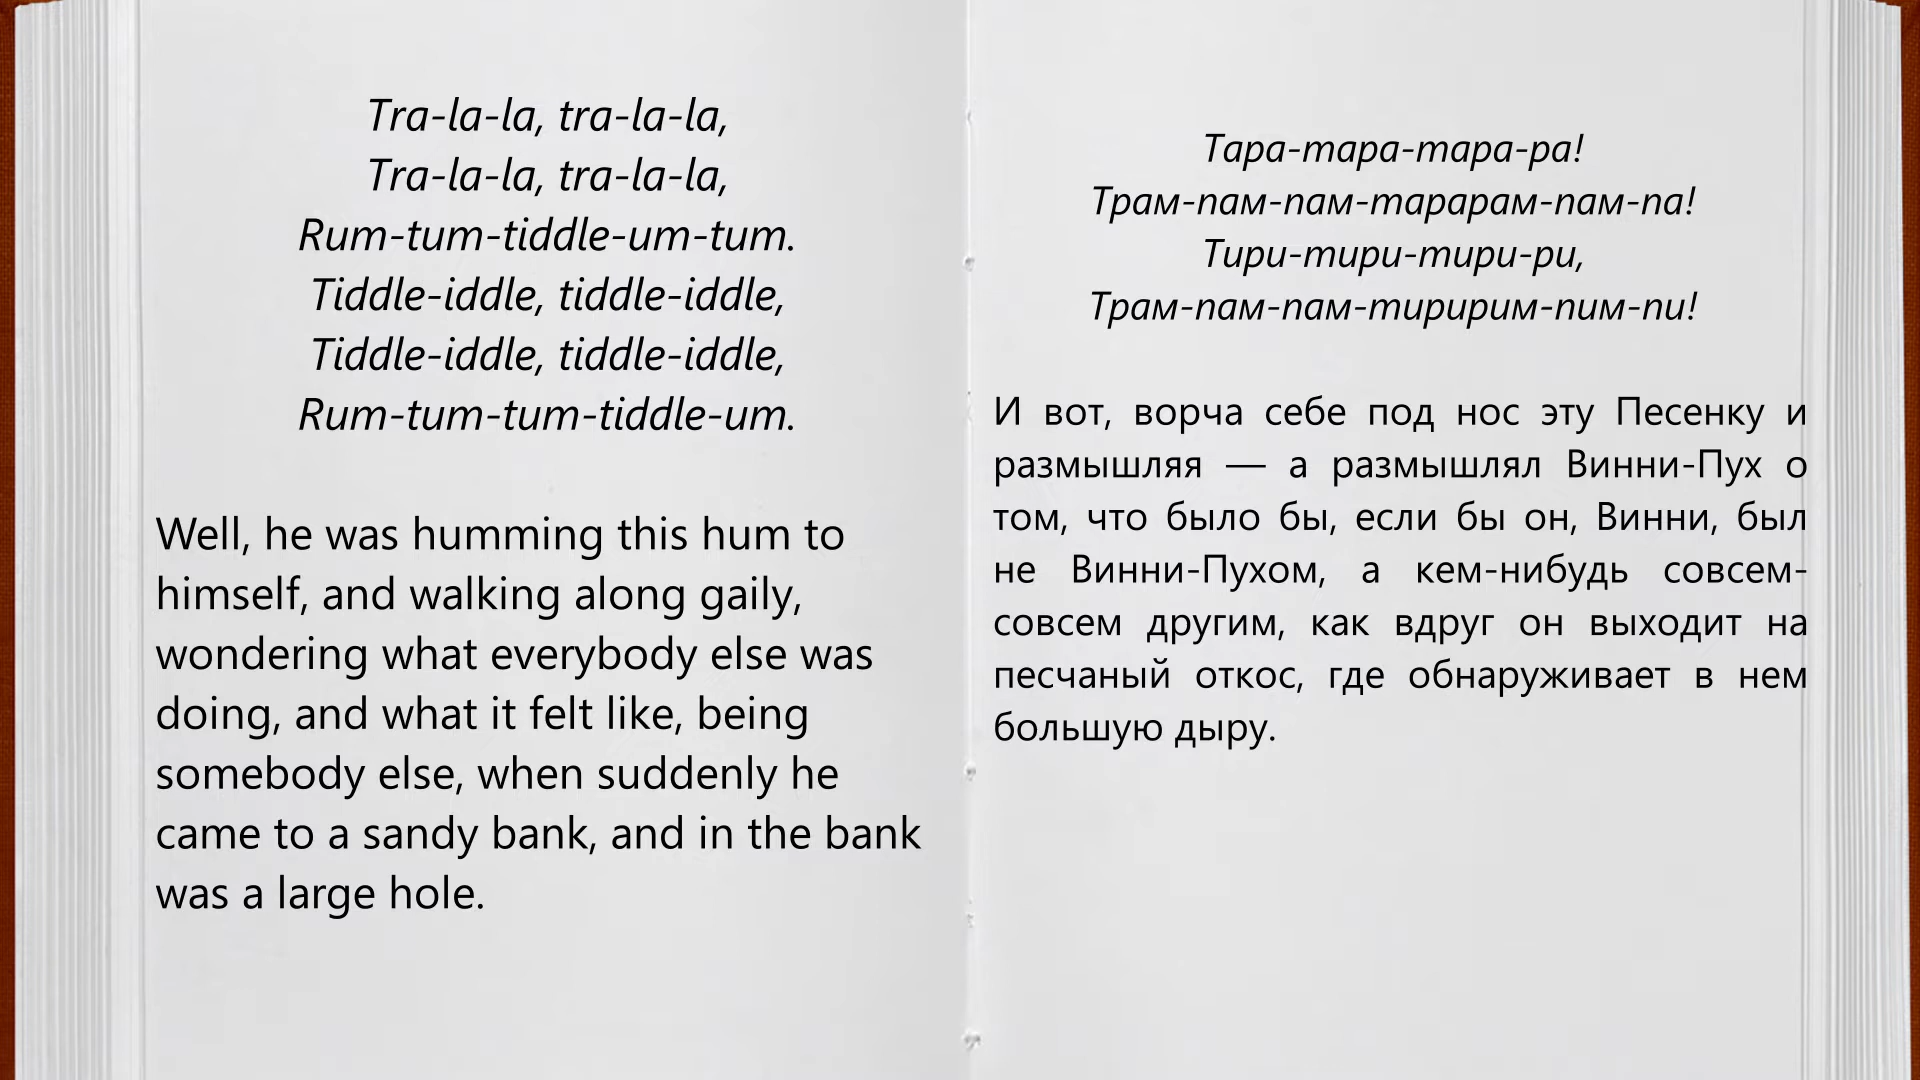 Tra-la-la, tra-la-la,
Tra-la-la, tra-la-la,
Rum-tum-tiddle-um-tum.
Tiddle-iddle, tiddle-iddle,
Tiddle-iddle, tiddle-iddle,
Rum-tum-tum-tiddle-um.
Well, he was humming this hum to
himself, and walking along gaily,
wondering what everybody else was
doing, and what it felt like, being
somebody else, when suddenly he
came to a sandy bank, and in the bank
was a large hole.
Тара-тара-тара-ра!
Трам-пам-пам-тарарам-пам-па!
Тири-тири-тири-ри,
Трам-пам-пам-тиририм-пим-пи!
И вот, ворча себе под нос эту Песенку и
размышляя — а размышлял Винни-Пух о
том, что было бы, если бы он, Винни, был
не Винни-Пухом, а кем-нибудь совсем-
совсем другим, как вдруг он выходит на
песчаный откос, где обнаруживает в нем
большую дыру.